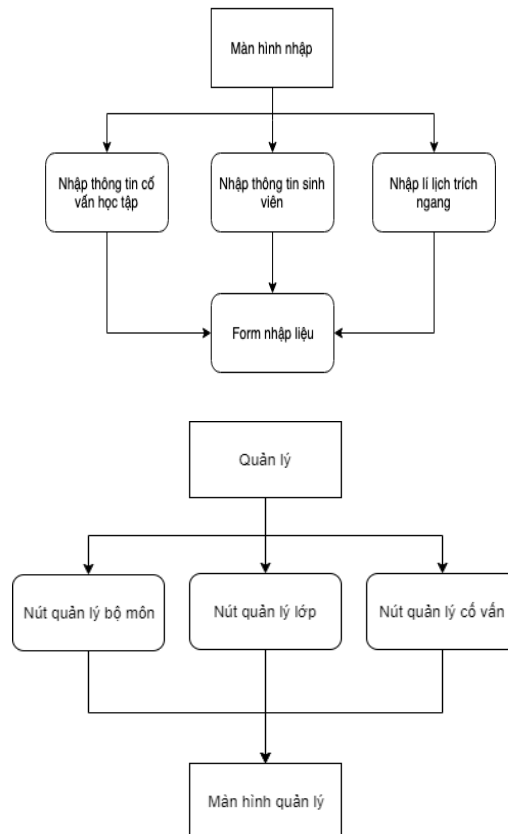 Màn hình nhập
Nhập thông tin cố
vấn học tập
Nhập thông tin sinh
viên
Nhập lí lịch trích
ngang
Form nhập liệu
Quản lý
Nút quản lý bộ môn
Nút quản lý lớp
Nút quản lý cố vấn
Màn hình quản lý